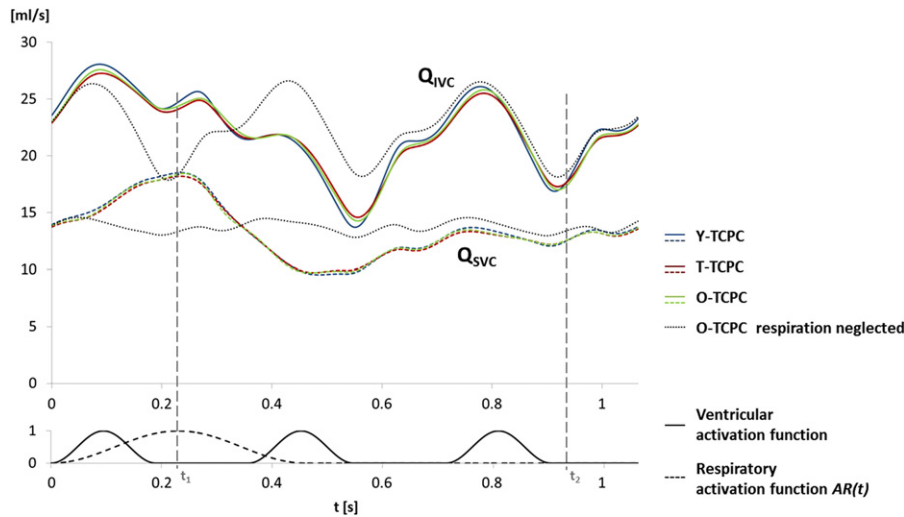 [ml/s]
30
25
20
15
10
5
0
Q_IVC
Q_SVC
0 0.2 0.4 0.6 0.8 1
Y-TCPC
T-TCPC
O-TCPC
O-TCPC respiration neglected
1
0
t₁ t₂
0 0.2 0.4 0.6 0.8 1
t [s]
Ventricular
activation function
Respiratory
activation function AR(t)